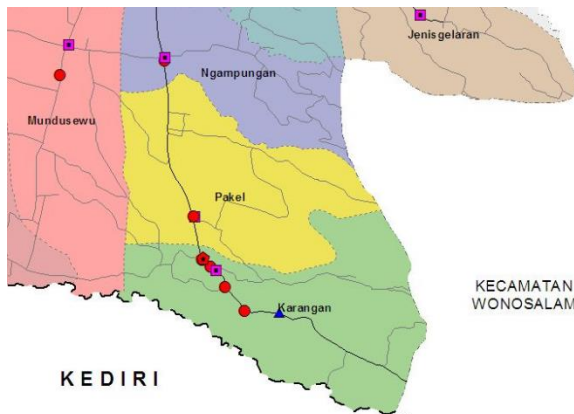 Jenisgelaran
Ngampungan
Mundusewu
Pakel
KECAMATAN
WONOSALAM
Karangan
KEDIRI